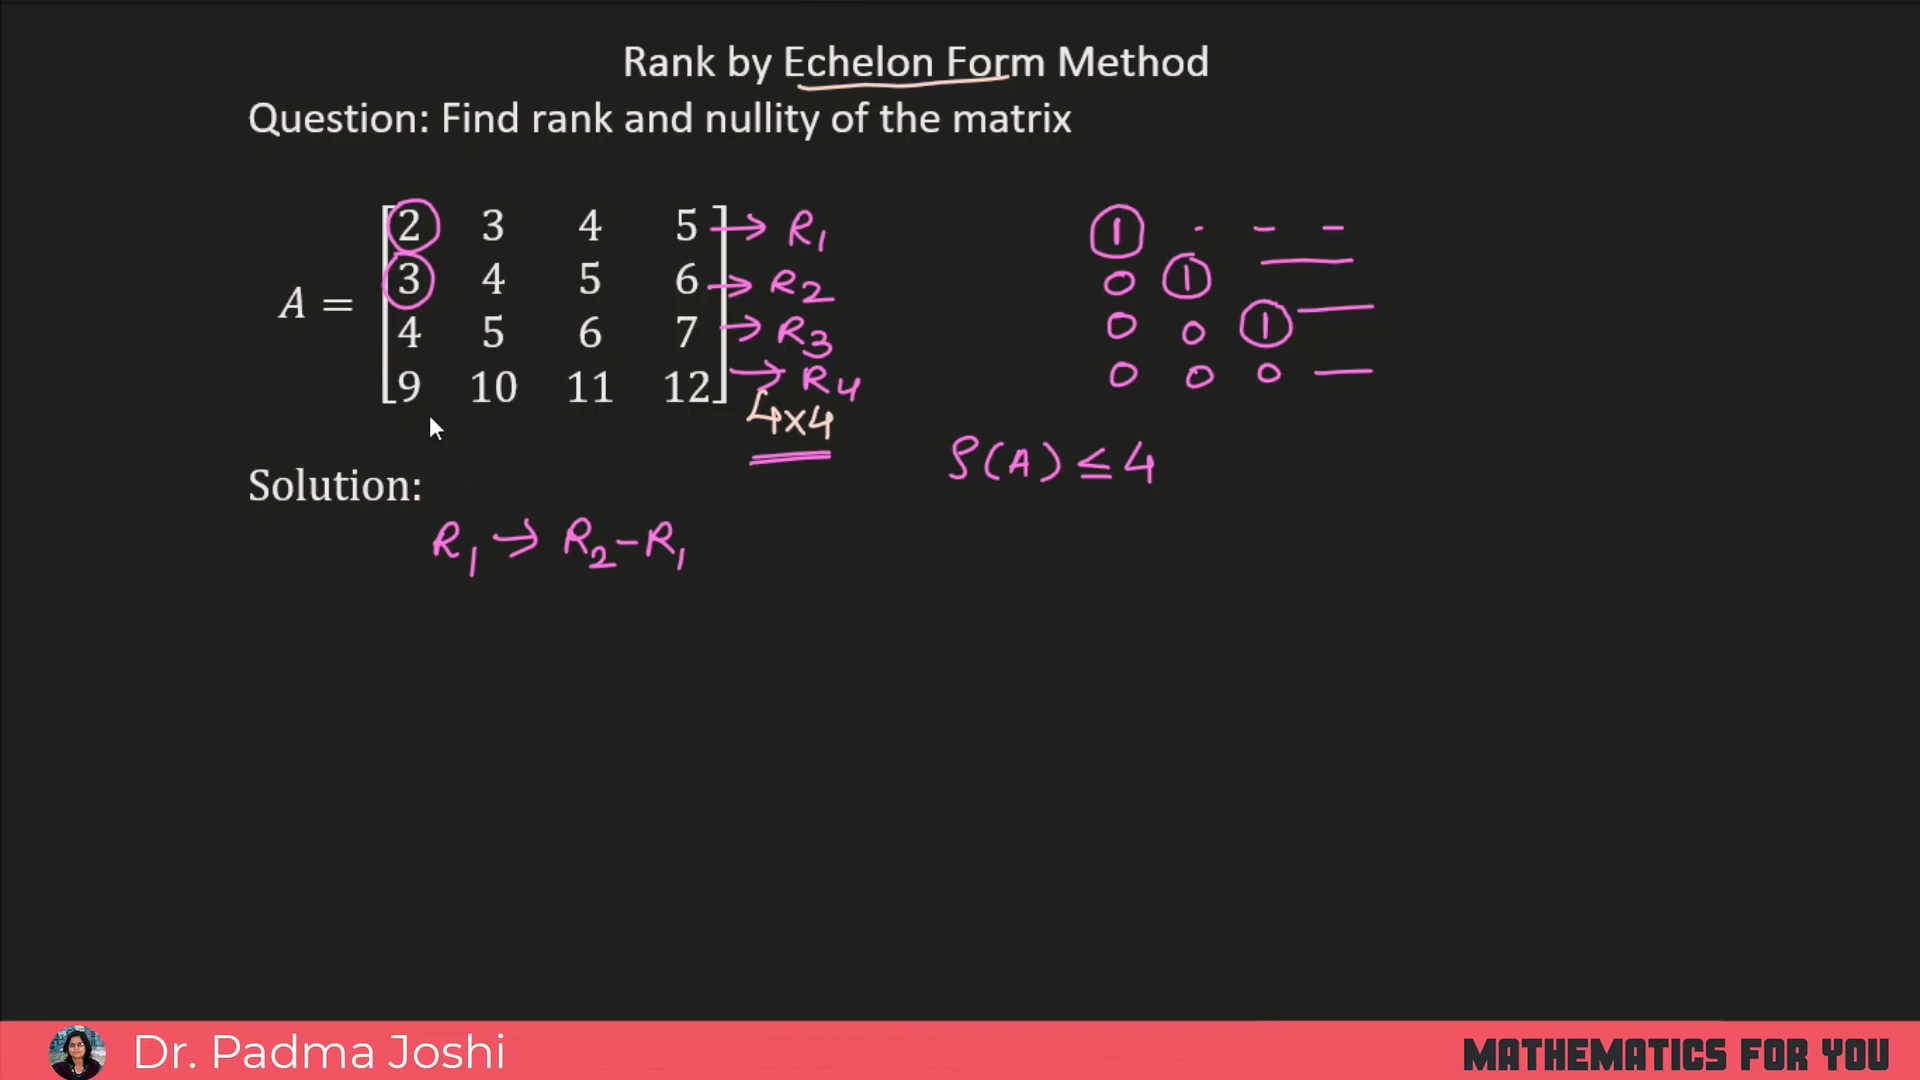 Rank by Echelon Form Method
Question: Find rank and nullity of the matrix
A =
2 3 4 5 → R1
3 4 5 6 → R2
4 5 6 7 → R3
9 10 11 12 → R4
4×4
1 · – –
0 1
0 0 1
0 0 0 —
ρ(A) ≤ 4
Solution:
R1 → R2 – R1
Dr. Padma Joshi
MATHEMATICS FOR YOU